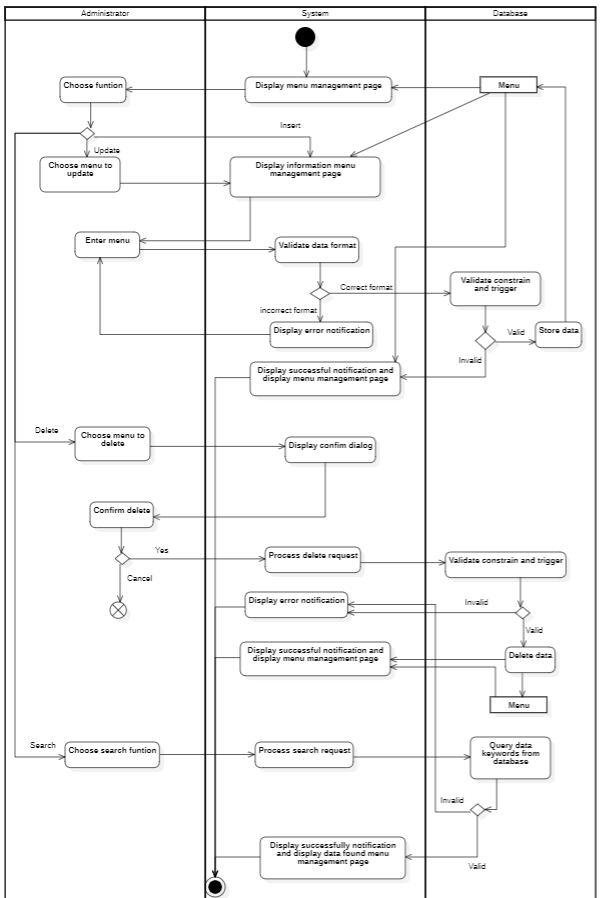 Administrator
System
Database
Choose funtion
Display menu management page
Menu
Insert
Update
Choose menu to
update
Display information menu
management page
Enter menu
Validate data format
Correct format
Validate constrain
and trigger
incorrect format
Display error notification
Valid
Store data
Invalid
Display successful notification and
display menu management page
Delete
Choose menu to
delete
Display confim dialog
Confirm delete
Yes
Process delete request
Validate constrain and trigger
Cancel
Display error notification
Invalid
Valid
Display successful notification and
display menu management page
Delete data
Menu
Search
Choose search funtion
Process search request
Query data
keywords from
database
Invalid
Display successfully notification
and display data found menu
management page
Valid